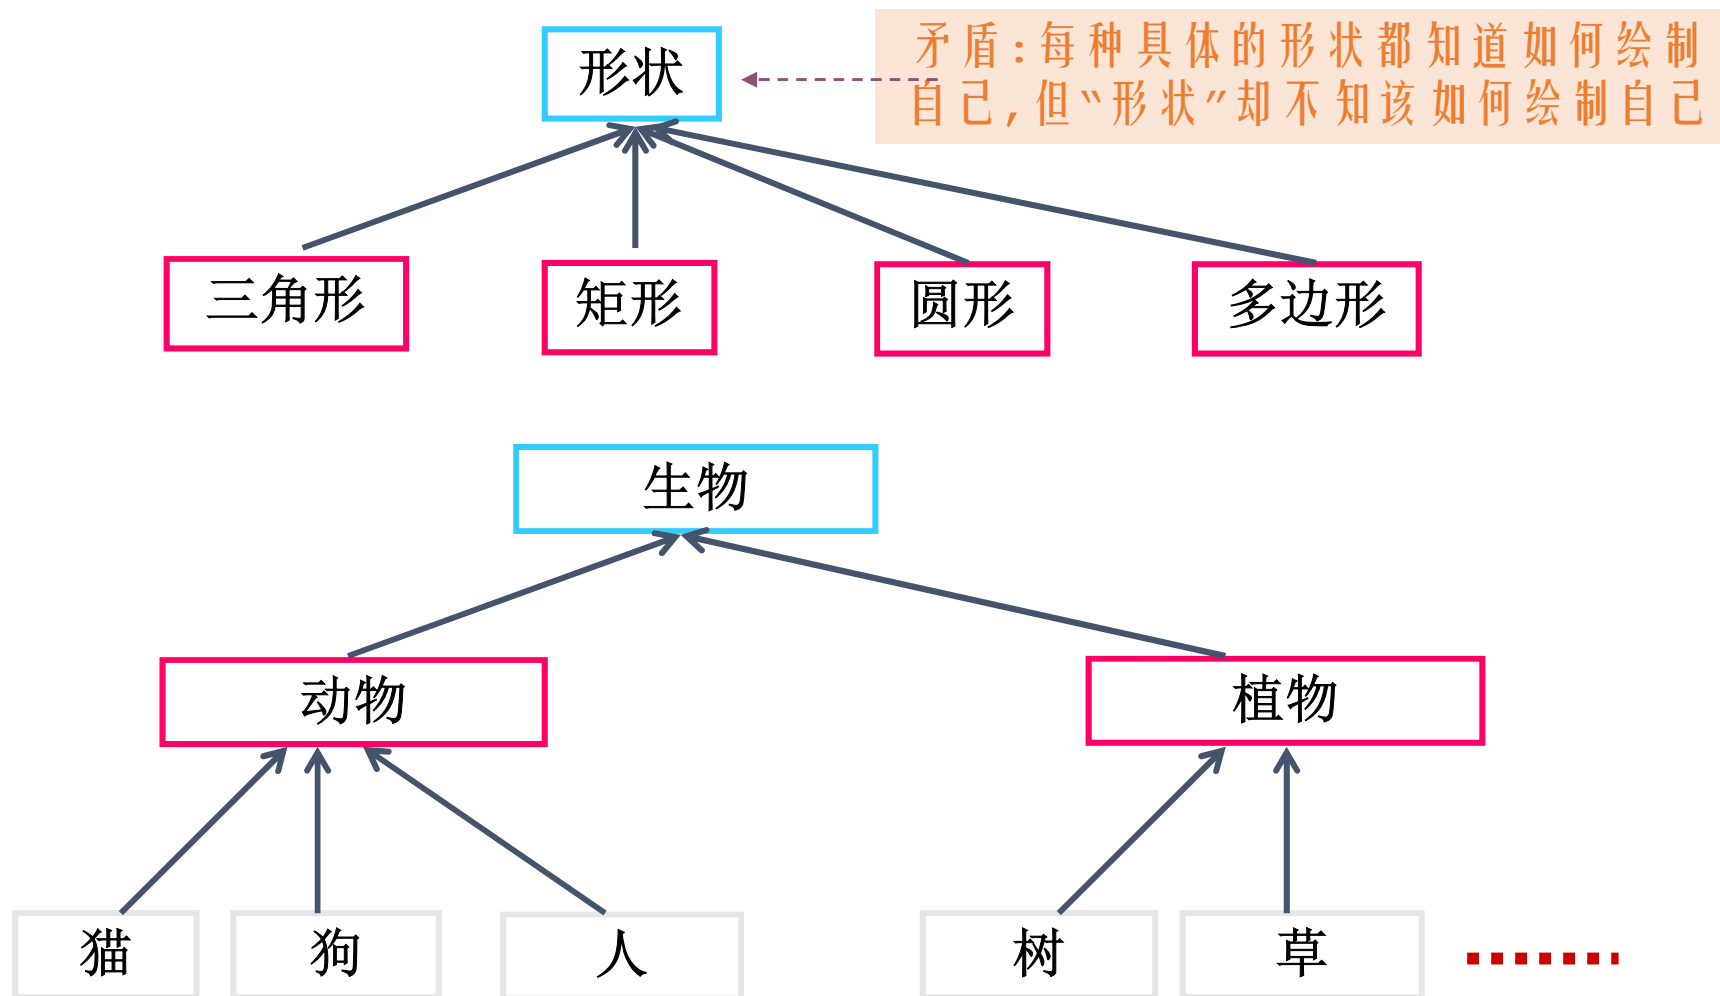 形状
矛盾:每种具体的形状都知道如何绘制
自己,但“形状”却不知该如何绘制自己
三角形
矩形
圆形
多边形
生物
动物
植物
猫
狗
人
树
草